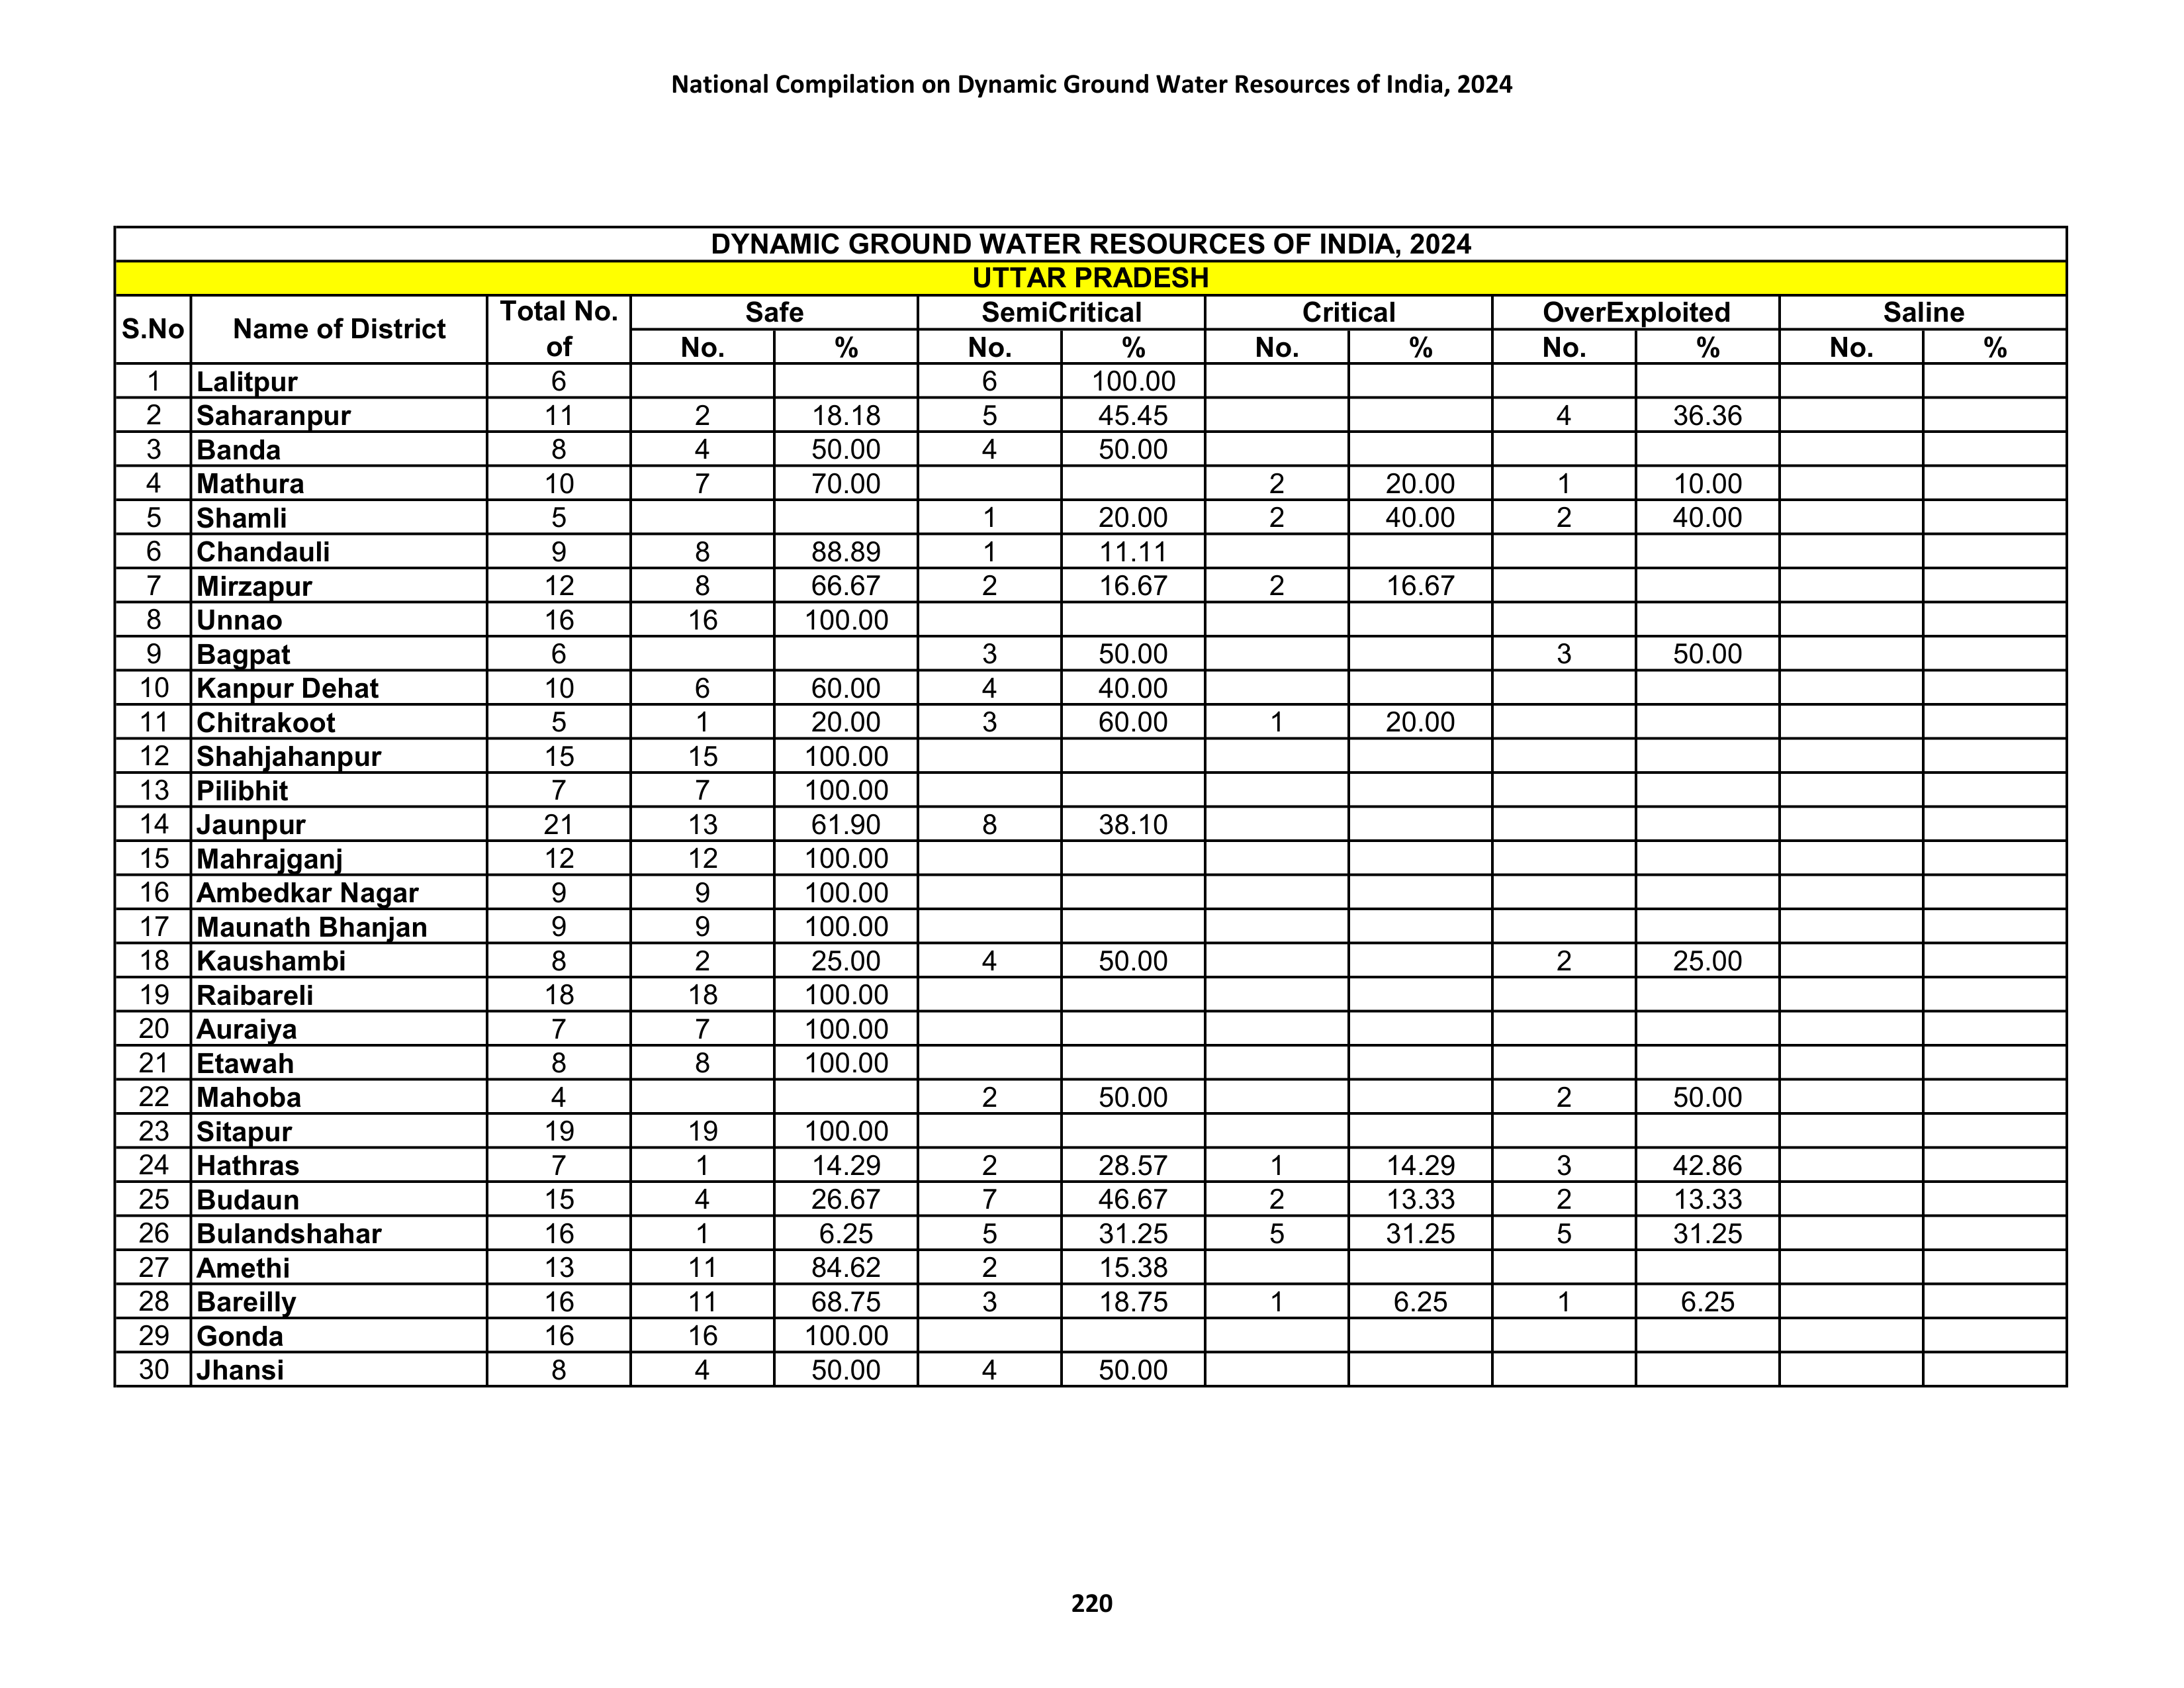 National Compilation on Dynamic Ground Water Resources of India, 2024
DYNAMIC GROUND WATER RESOURCES OF INDIA, 2024
UTTAR PRADESH
S.No Name of District Total No. of Safe SemiCritical Critical OverExploited Saline
No. % No. % No. % No. % No. %
1 Lalitpur 6 6 100.00
2 Saharanpur 11 2 18.18 5 45.45 4 36.36
3 Banda 8 4 50.00 4 50.00
4 Mathura 10 7 70.00 2 20.00 1 10.00
5 Shamli 5 1 20.00 2 40.00 2 40.00
6 Chandauli 9 8 88.89 1 11.11
7 Mirzapur 12 8 66.67 2 16.67 2 16.67
8 Unnao 16 16 100.00
9 Bagpat 6 3 50.00 3 50.00
10 Kanpur Dehat 10 6 60.00 4 40.00
11 Chitrakoot 5 1 20.00 3 60.00 1 20.00
12 Shahjahanpur 15 15 100.00
13 Pilibhit 7 7 100.00
14 Jaunpur 21 13 61.90 8 38.10
15 Mahrajganj 12 12 100.00
16 Ambedkar Nagar 9 9 100.00
17 Maunath Bhanjan 9 9 100.00
18 Kaushambi 8 2 25.00 4 50.00 2 25.00
19 Raibareli 18 18 100.00
20 Auraiya 7 7 100.00
21 Etawah 8 8 100.00
22 Mahoba 4 2 50.00 2 50.00
23 Sitapur 19 19 100.00
24 Hathras 7 1 14.29 2 28.57 1 14.29 3 42.86
25 Budaun 15 4 26.67 7 46.67 2 13.33 2 13.33
26 Bulandshahar 16 1 6.25 5 31.25 5 31.25 5 31.25
27 Amethi 13 11 84.62 2 15.38
28 Bareilly 16 11 68.75 3 18.75 1 6.25 1 6.25
29 Gonda 16 16 100.00
30 Jhansi 8 4 50.00 4 50.00
220